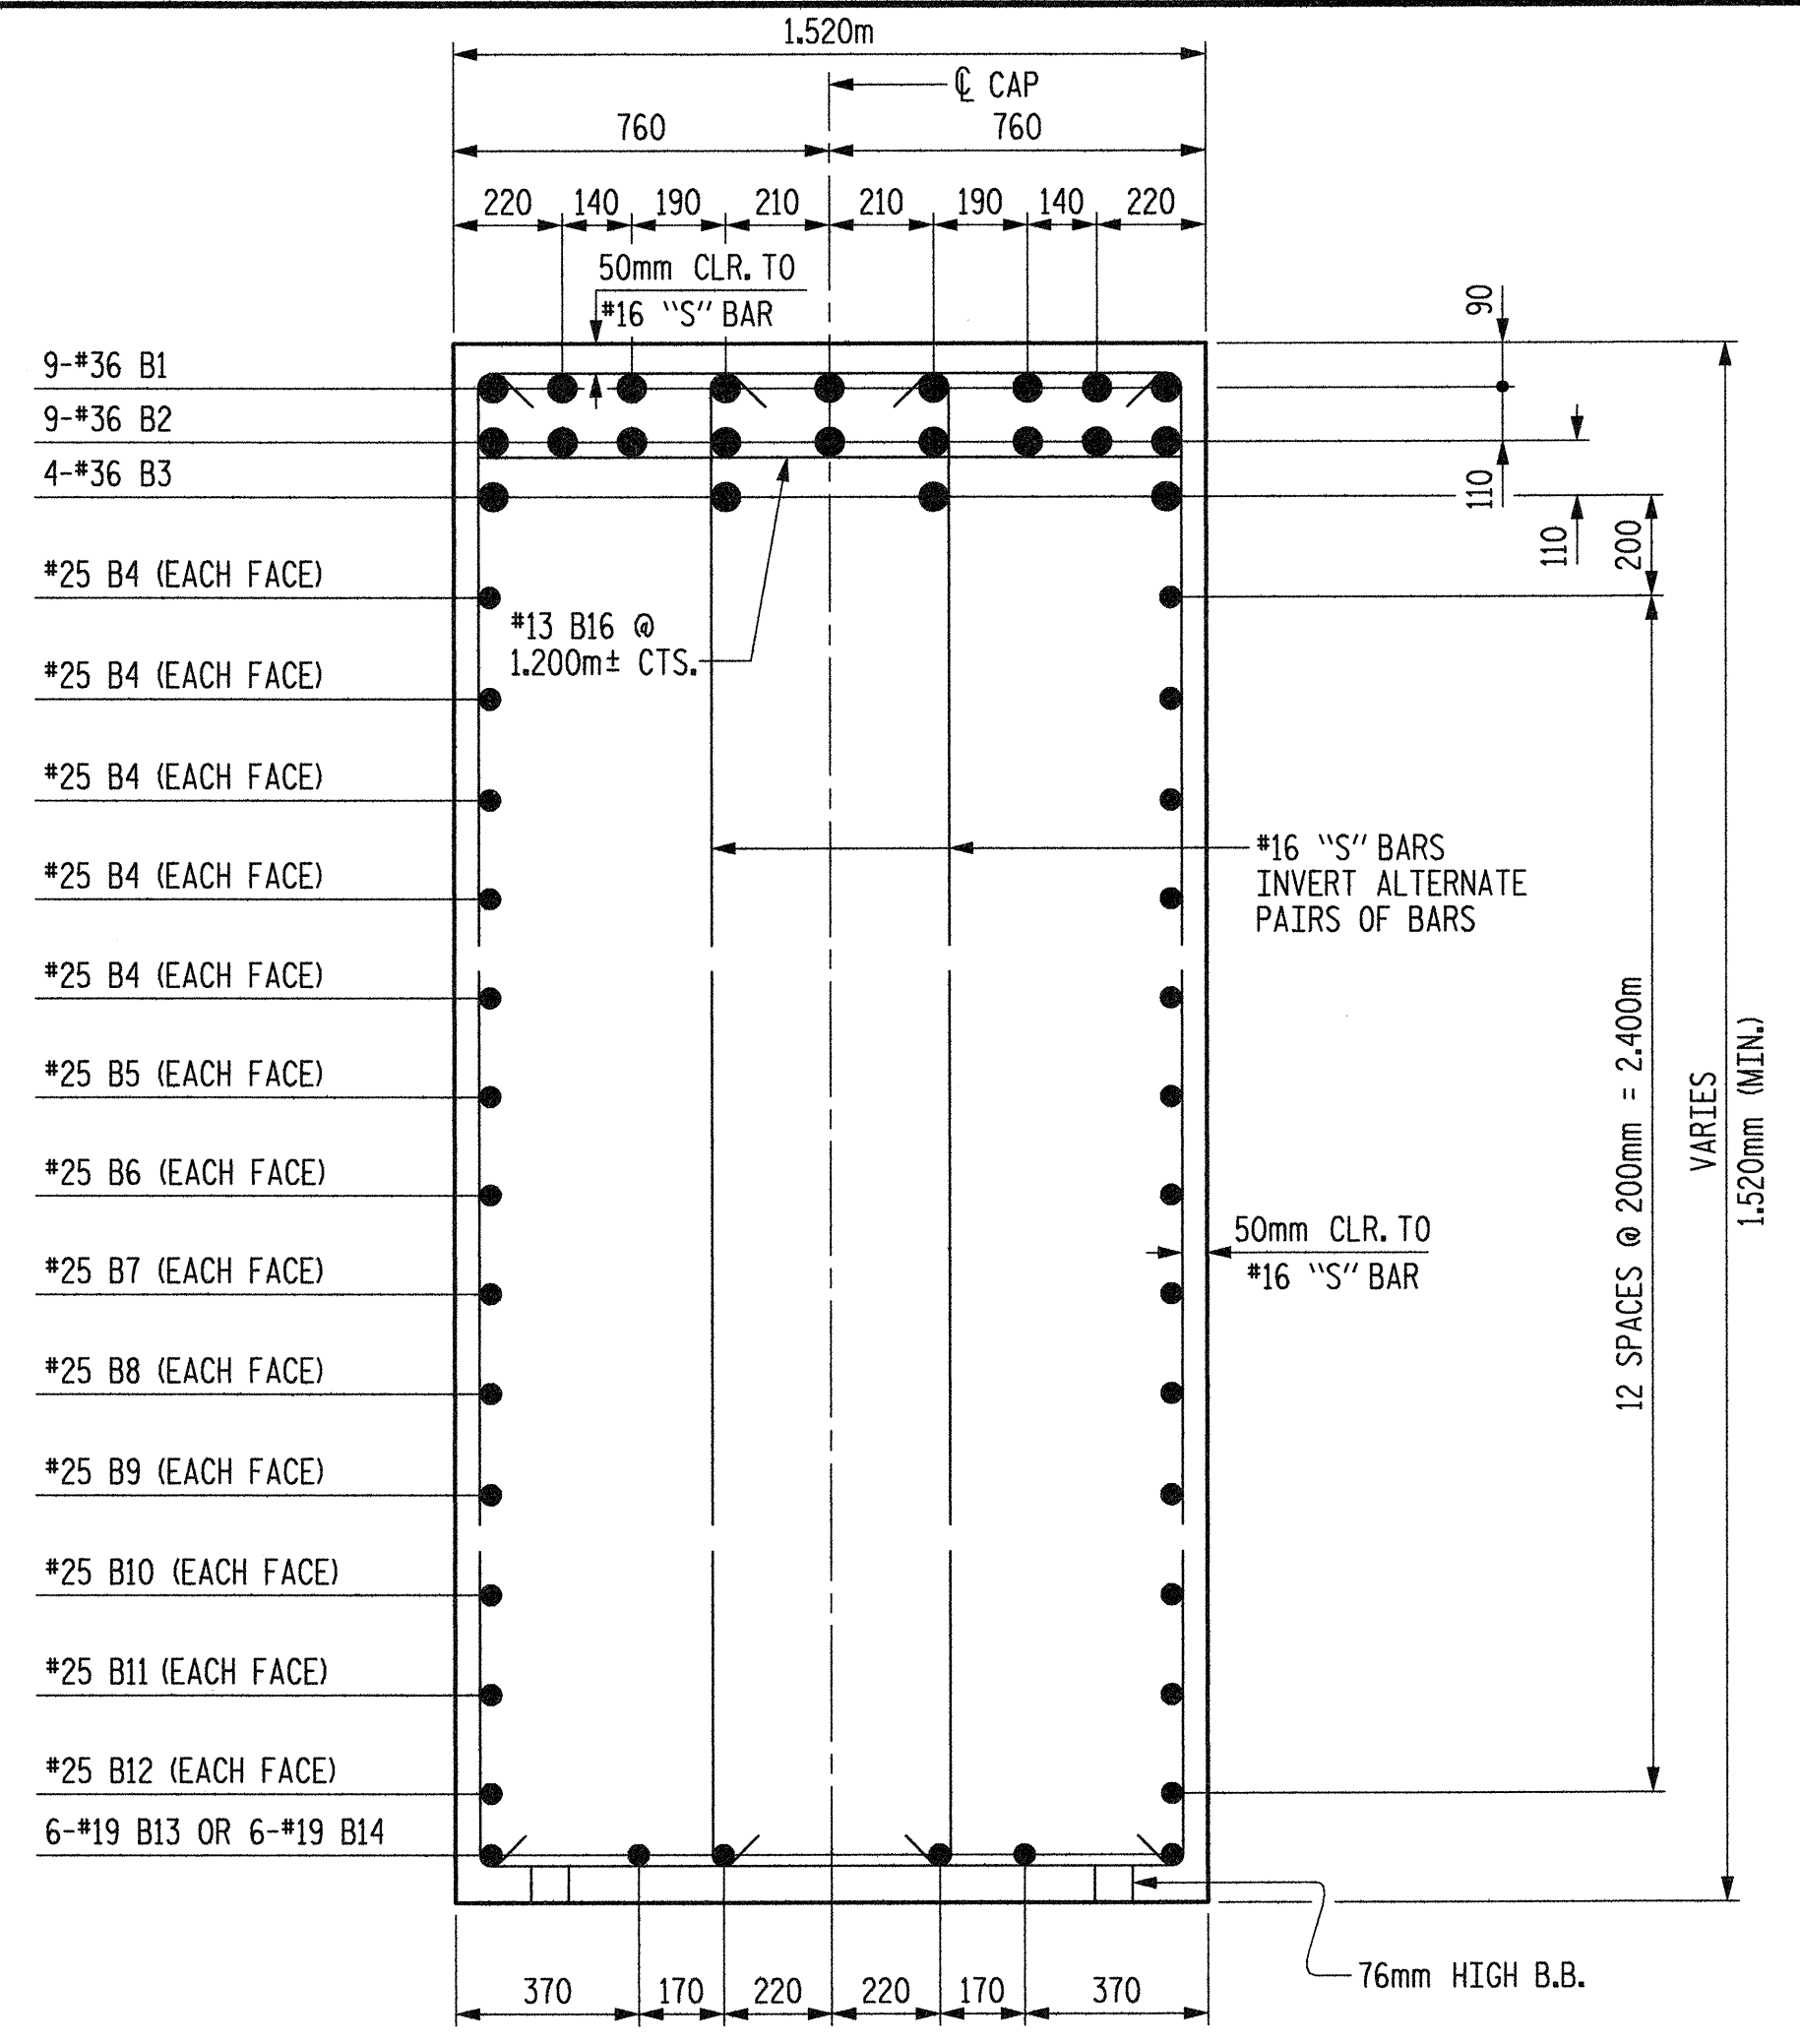 1.520m
℄ CAP
760 760
220 140 190 210 210 190 140 220
50mm CLR. TO
#16 "S" BAR
90
9-#36 B1
9-#36 B2
4-#36 B3
110
110
200
#25 B4 (EACH FACE)
#13 B16 @
1.200m± CTS.
#25 B4 (EACH FACE)
#25 B4 (EACH FACE)
#25 B4 (EACH FACE)
#16 "S" BARS
INVERT ALTERNATE
PAIRS OF BARS
#25 B4 (EACH FACE)
#25 B5 (EACH FACE)
#25 B6 (EACH FACE)
12 SPACES @ 200mm = 2.400m
VARIES
1.520mm (MIN.)
50mm CLR. TO
#16 "S" BAR
#25 B7 (EACH FACE)
#25 B8 (EACH FACE)
#25 B9 (EACH FACE)
#25 B10 (EACH FACE)
#25 B11 (EACH FACE)
#25 B12 (EACH FACE)
6-#19 B13 OR 6-#19 B14
76mm HIGH B.B.
370 170 220 220 170 370